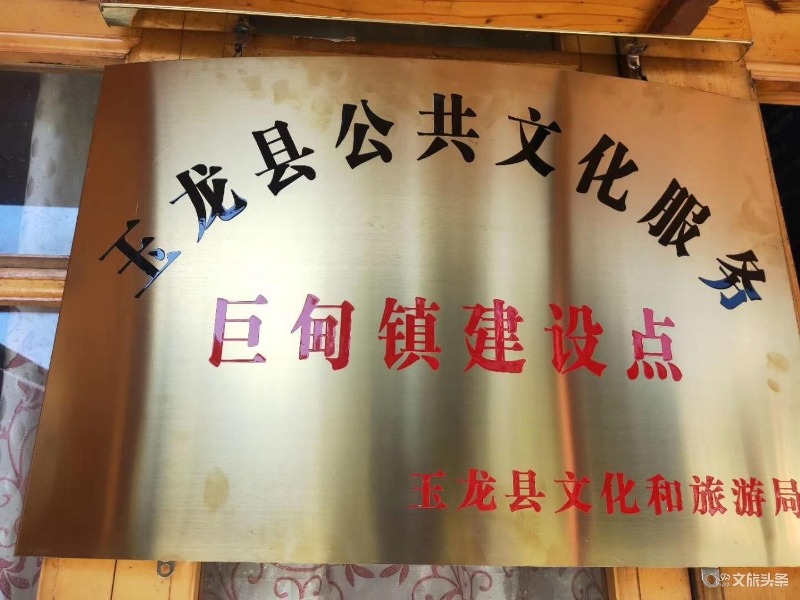 玉龙县公共文化服务
巨甸镇建设点
玉龙县文化和旅游局
文旅头条